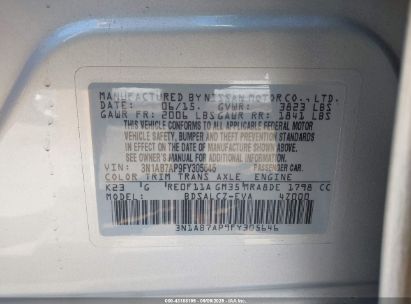 MANUFACTURED BY NISSAN MOTOR CO., LTD.
DATE: 06/15. GVWR: 3823 LBS
GAWR FR: 2006 LBS GAWR RR: 1841 LBS
THIS VEHICLE CONFORMS TO ALL APPLICABLE FEDERAL MOTOR
VEHICLE SAFETY, BUMPER AND THEFT PREVENTION STANDARDS
IN EFFECT ON THE DATE OF MANUFACTURE SHOWN ABOVE.
SEE OWNER'S MANUAL FOR ADDITIONAL INFORMATION.
VIN: 3N1AB7AP9FY305646 PASSENGER CAR.
COLOR TRIM TRANS AXLE ENGINE
K23 G RE0F11A GM35 MRA8DE 1798 CC
MODEL: BDSALCZ-EVA 47000
3N1AB7AP9FY305646